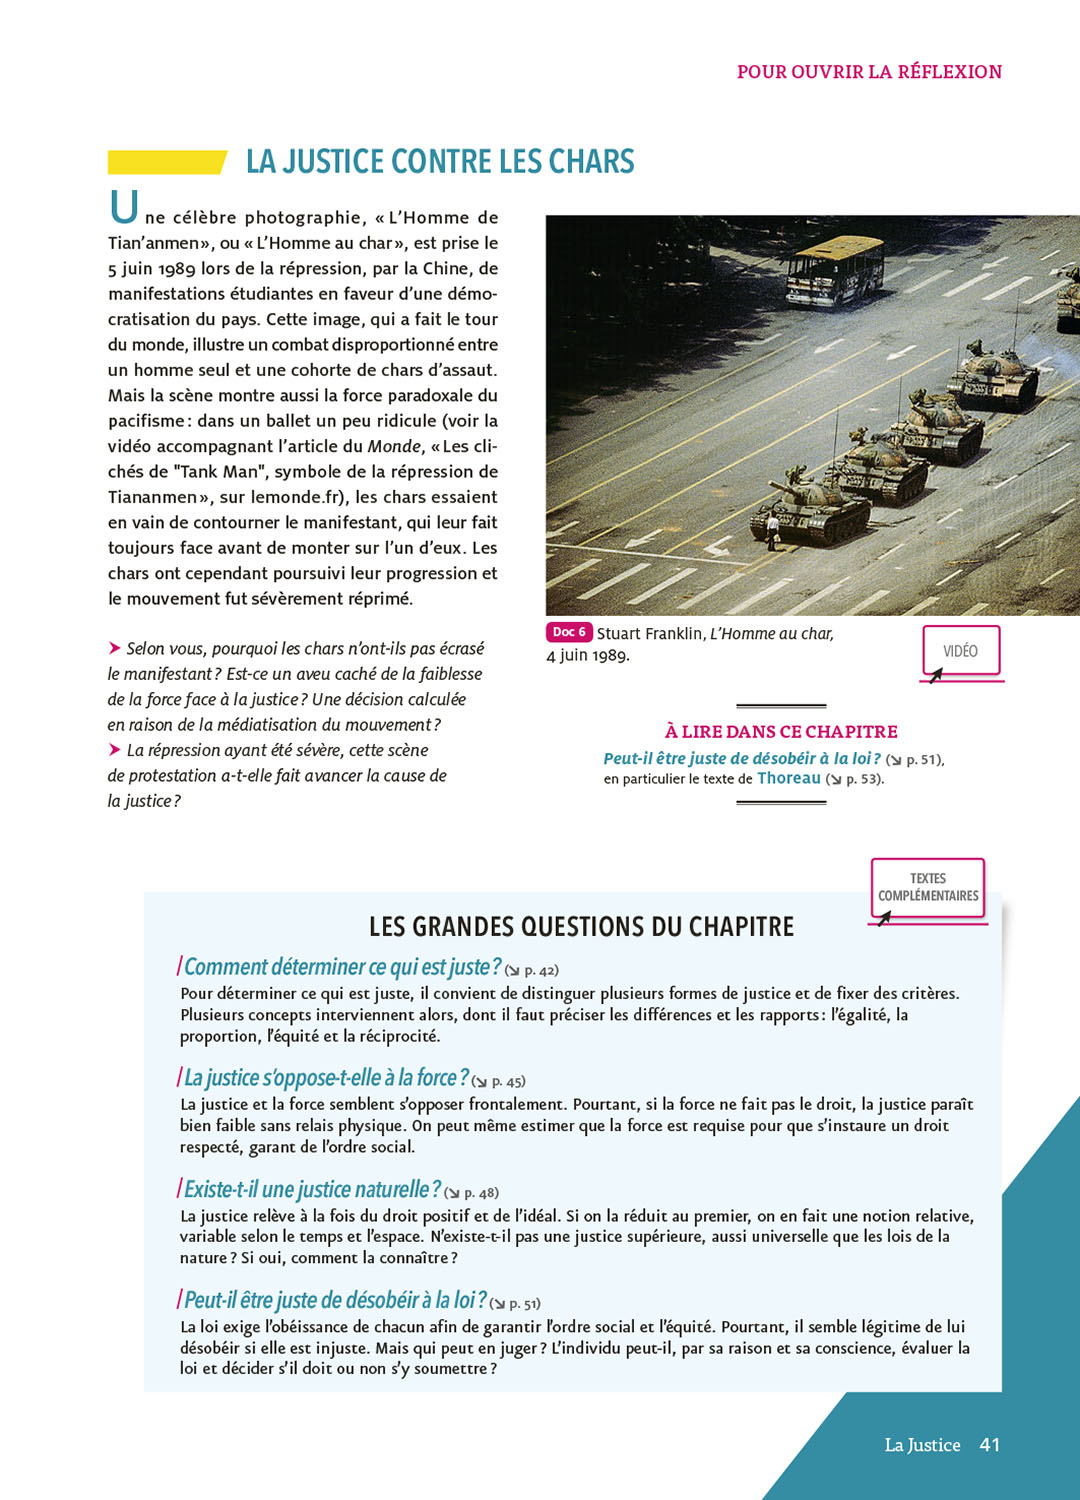 POUR OUVRIR LA RÉFLEXION
LA JUSTICE CONTRE LES CHARS
Une célèbre photographie, « L’Homme de
Tian’anmen», ou « L’Homme au char», est prise le
5 juin 1989 lors de la répression, par la Chine, de
manifestations étudiantes en faveur d’une démo-
cratisation du pays. Cette image, qui a fait le tour
du monde, illustre un combat disproportionné entre
un homme seul et une cohorte de chars d’assaut.
Mais la scène montre aussi la force paradoxale du
pacifisme : dans un ballet un peu ridicule (voir la
vidéo accompagnant l’article du Monde, « Les cli-
chés de "Tank Man", symbole de la répression de
Tiananmen», sur lemonde.fr), les chars essaient
en vain de contourner le manifestant, qui leur fait
toujours face avant de monter sur l’un d’eux. Les
chars ont cependant poursuivi leur progression et
le mouvement fut sévèrement réprimé.
➤ Selon vous, pourquoi les chars n’ont-ils pas écrasé
le manifestant ? Est-ce un aveu caché de la faiblesse
de la force face à la justice ? Une décision calculée
en raison de la médiatisation du mouvement ?
➤ La répression ayant été sévère, cette scène
de protestation a-t-elle fait avancer la cause de
la justice ?
Doc 6 Stuart Franklin, L’Homme au char,
4 juin 1989.
VIDÉO
À LIRE DANS CE CHAPITRE
Peut-il être juste de désobéir à la loi ? (↘ p. 51),
en particulier le texte de Thoreau (↘ p. 53).
TEXTES
COMPLÉMENTAIRES
LES GRANDES QUESTIONS DU CHAPITRE
/Comment déterminer ce qui est juste ? (↘ p. 42)
Pour déterminer ce qui est juste, il convient de distinguer plusieurs formes de justice et de fixer des critères.
Plusieurs concepts interviennent alors, dont il faut préciser les différences et les rapports : l’égalité, la
proportion, l’équité et la réciprocité.
/La justice s’oppose-t-elle à la force ? (↘ p. 45)
La justice et la force semblent s’opposer frontalement. Pourtant, si la force ne fait pas le droit, la justice paraît
bien faible sans relais physique. On peut même estimer que la force est requise pour que s’instaure un droit
respecté, garant de l’ordre social.
/Existe-t-il une justice naturelle ? (↘ p. 48)
La justice relève à la fois du droit positif et de l’idéal. Si on la réduit au premier, on en fait une notion relative,
variable selon le temps et l’espace. N’existe-t-il pas une justice supérieure, aussi universelle que les lois de la
nature ? Si oui, comment la connaître ?
/Peut-il être juste de désobéir à la loi ? (↘ p. 51)
La loi exige l’obéissance de chacun afin de garantir l’ordre social et l’équité. Pourtant, il semble légitime de lui
désobéir si elle est injuste. Mais qui peut en juger ? L’individu peut-il, par sa raison et sa conscience, évaluer la
loi et décider s’il doit ou non s’y soumettre ?
La Justice 41